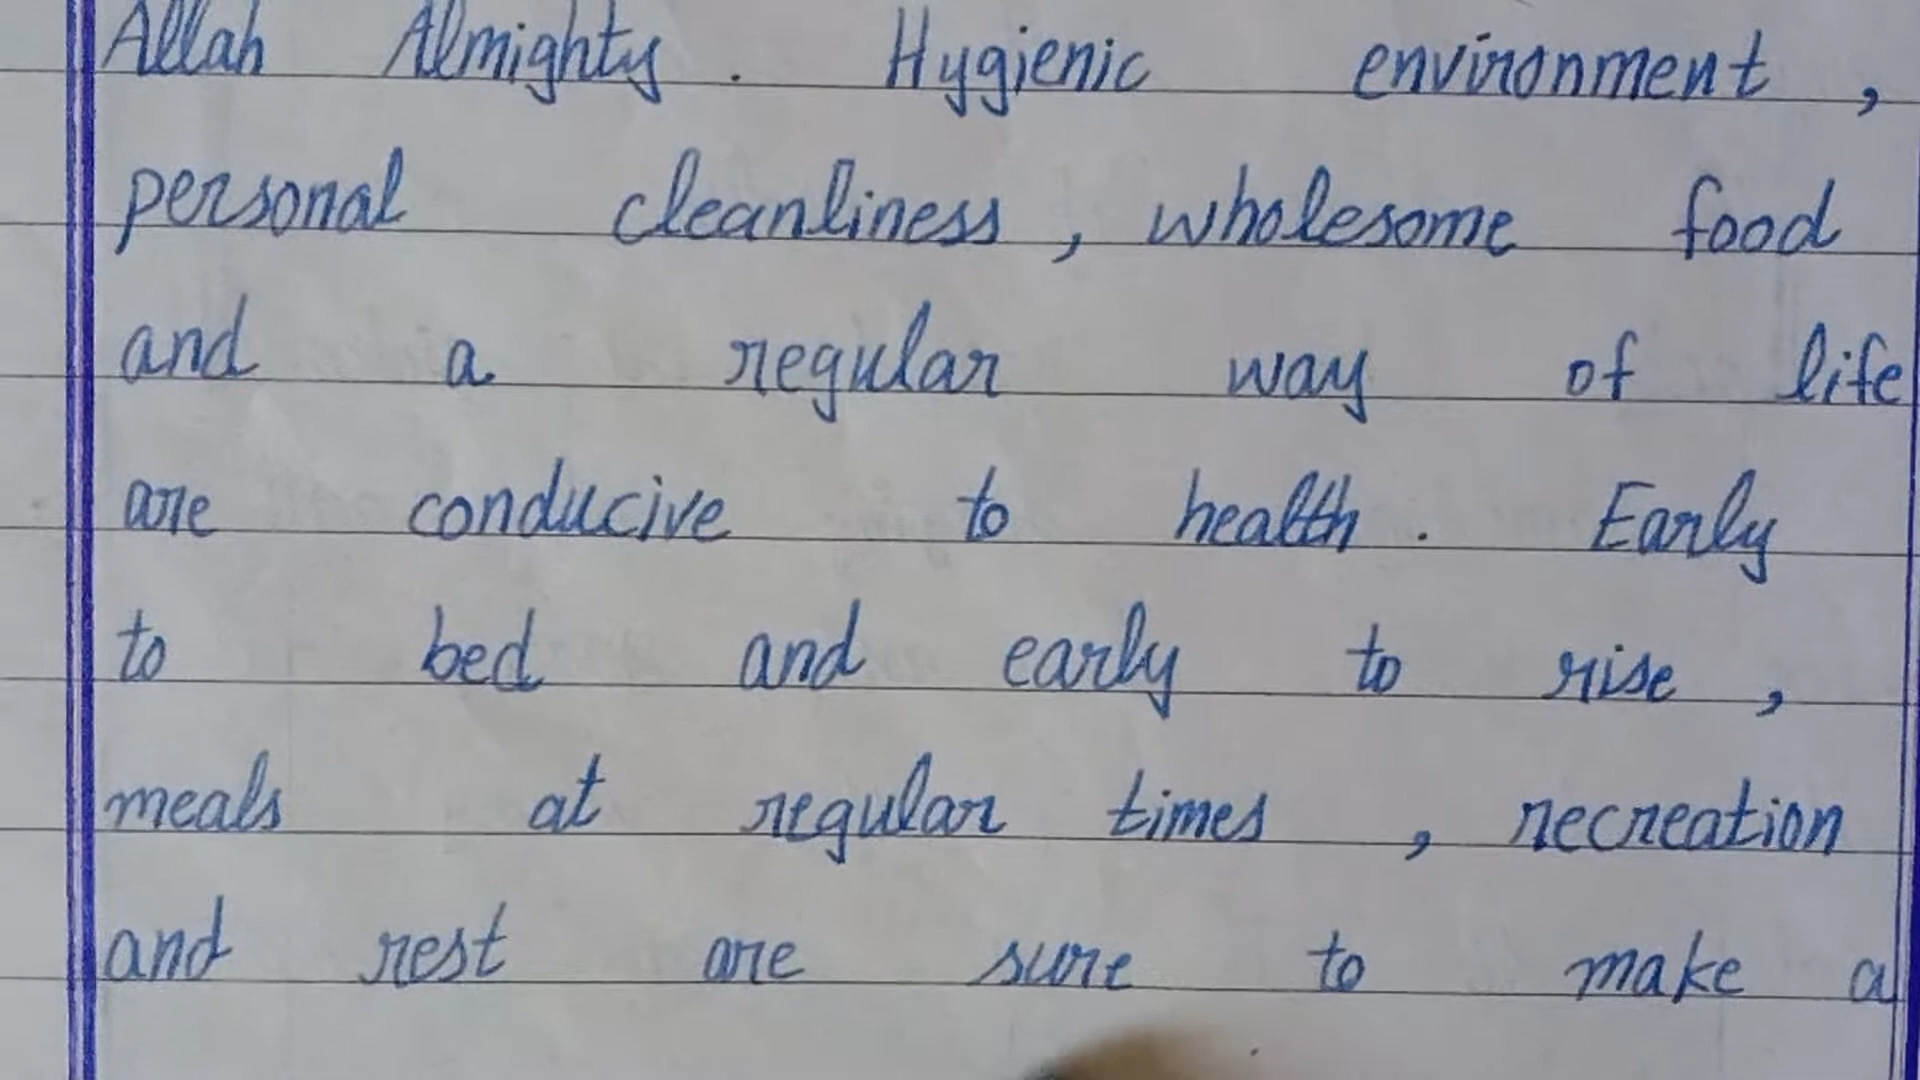 Allah Almighty. Hygienic environment,
personal cleanliness, wholesome food
and a regular way of life
are conducive to health. Early
to bed and early to rise,
meals at regular times, recreation
and rest are sure to make a